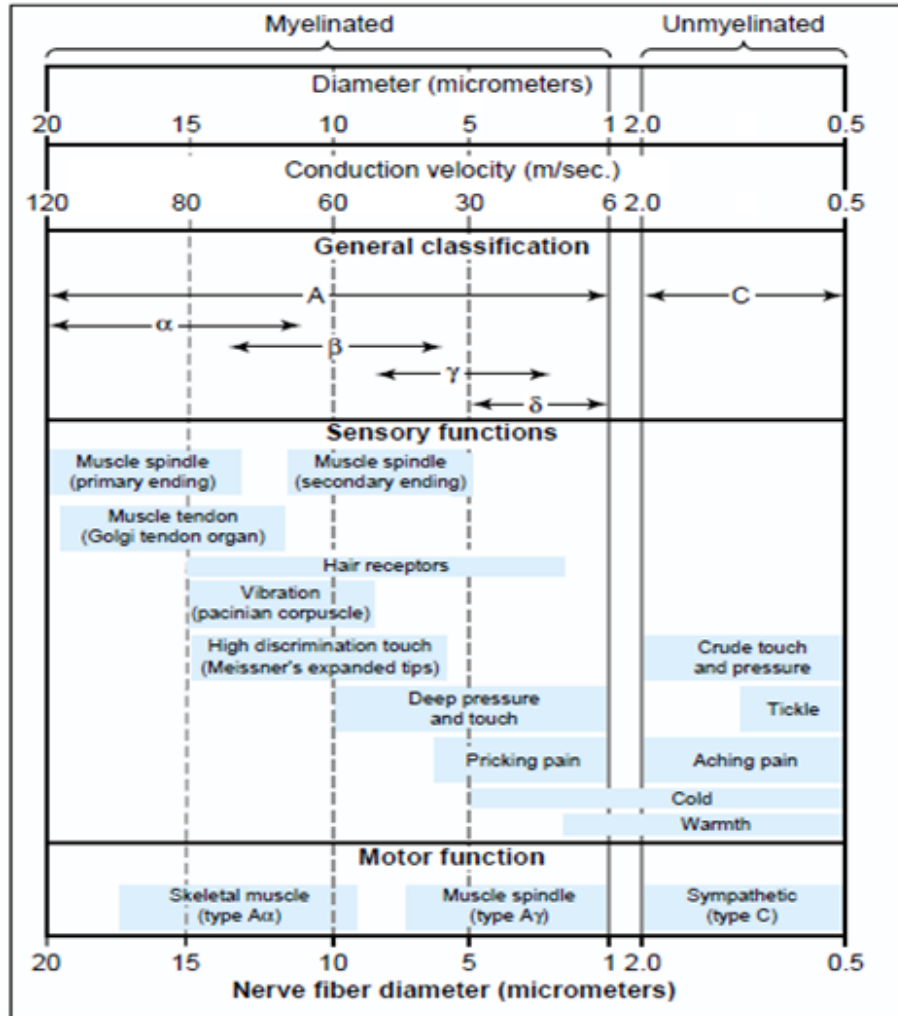 Myelinated Unmyelinated
Diameter (micrometers)
20 15 10 5 1 2.0 0.5
Conduction velocity (m/sec.)
120 80 60 30 6 2.0 0.5
General classification
A C
α
β
γ
δ
Sensory functions
Muscle spindle
(primary ending)
Muscle spindle
(secondary ending)
Muscle tendon
(Golgi tendon organ)
Hair receptors
Vibration
(pacinian corpuscle)
High discrimination touch
(Meissner's expanded tips)
Crude touch
and pressure
Deep pressure
and touch
Tickle
Pricking pain
Aching pain
Cold
Warmth
Motor function
Skeletal muscle
(type Aα)
Muscle spindle
(type Aγ)
Sympathetic
(type C)
20 15 10 5 1 2.0 0.5
Nerve fiber diameter (micrometers)